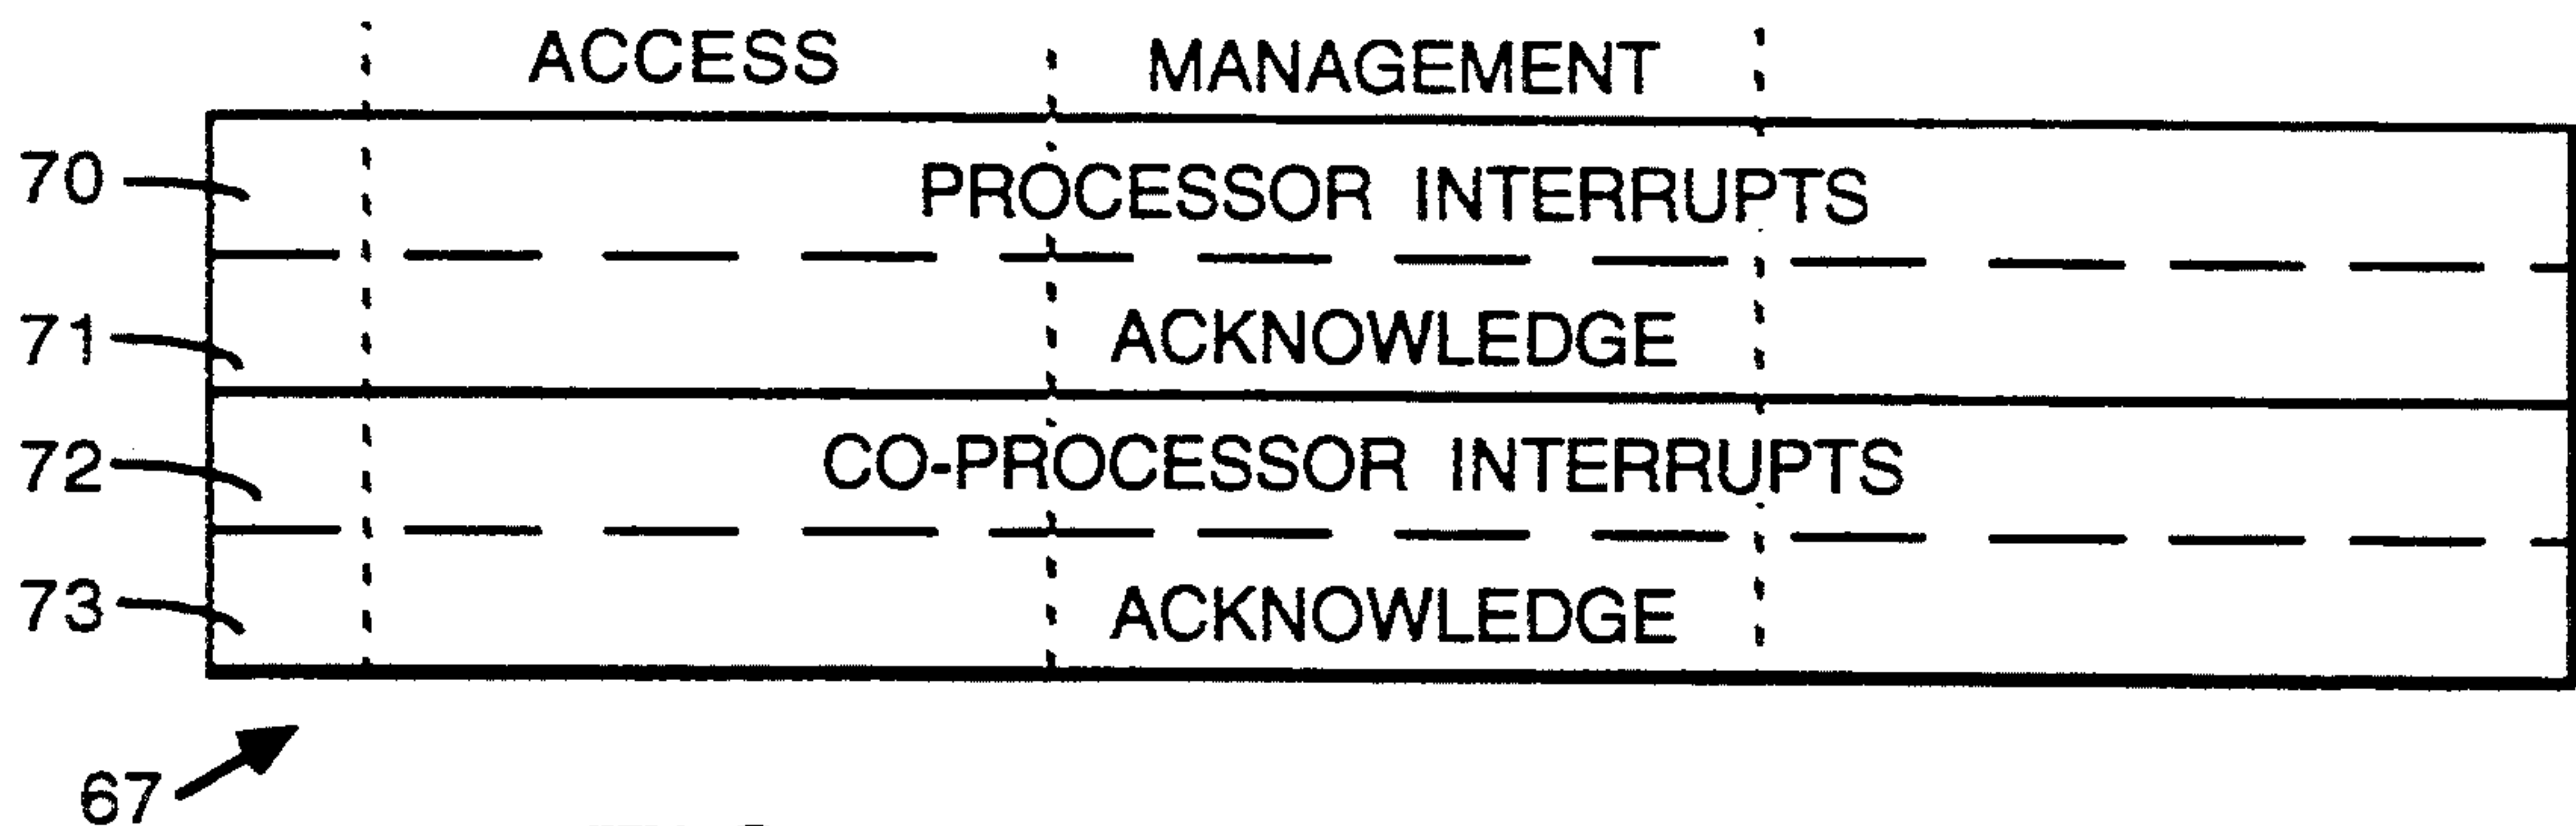 ACCESS MANAGEMENT
70 PROCESSOR INTERRUPTS
71 ACKNOWLEDGE
72 CO-PROCESSOR INTERRUPTS
73 ACKNOWLEDGE
67